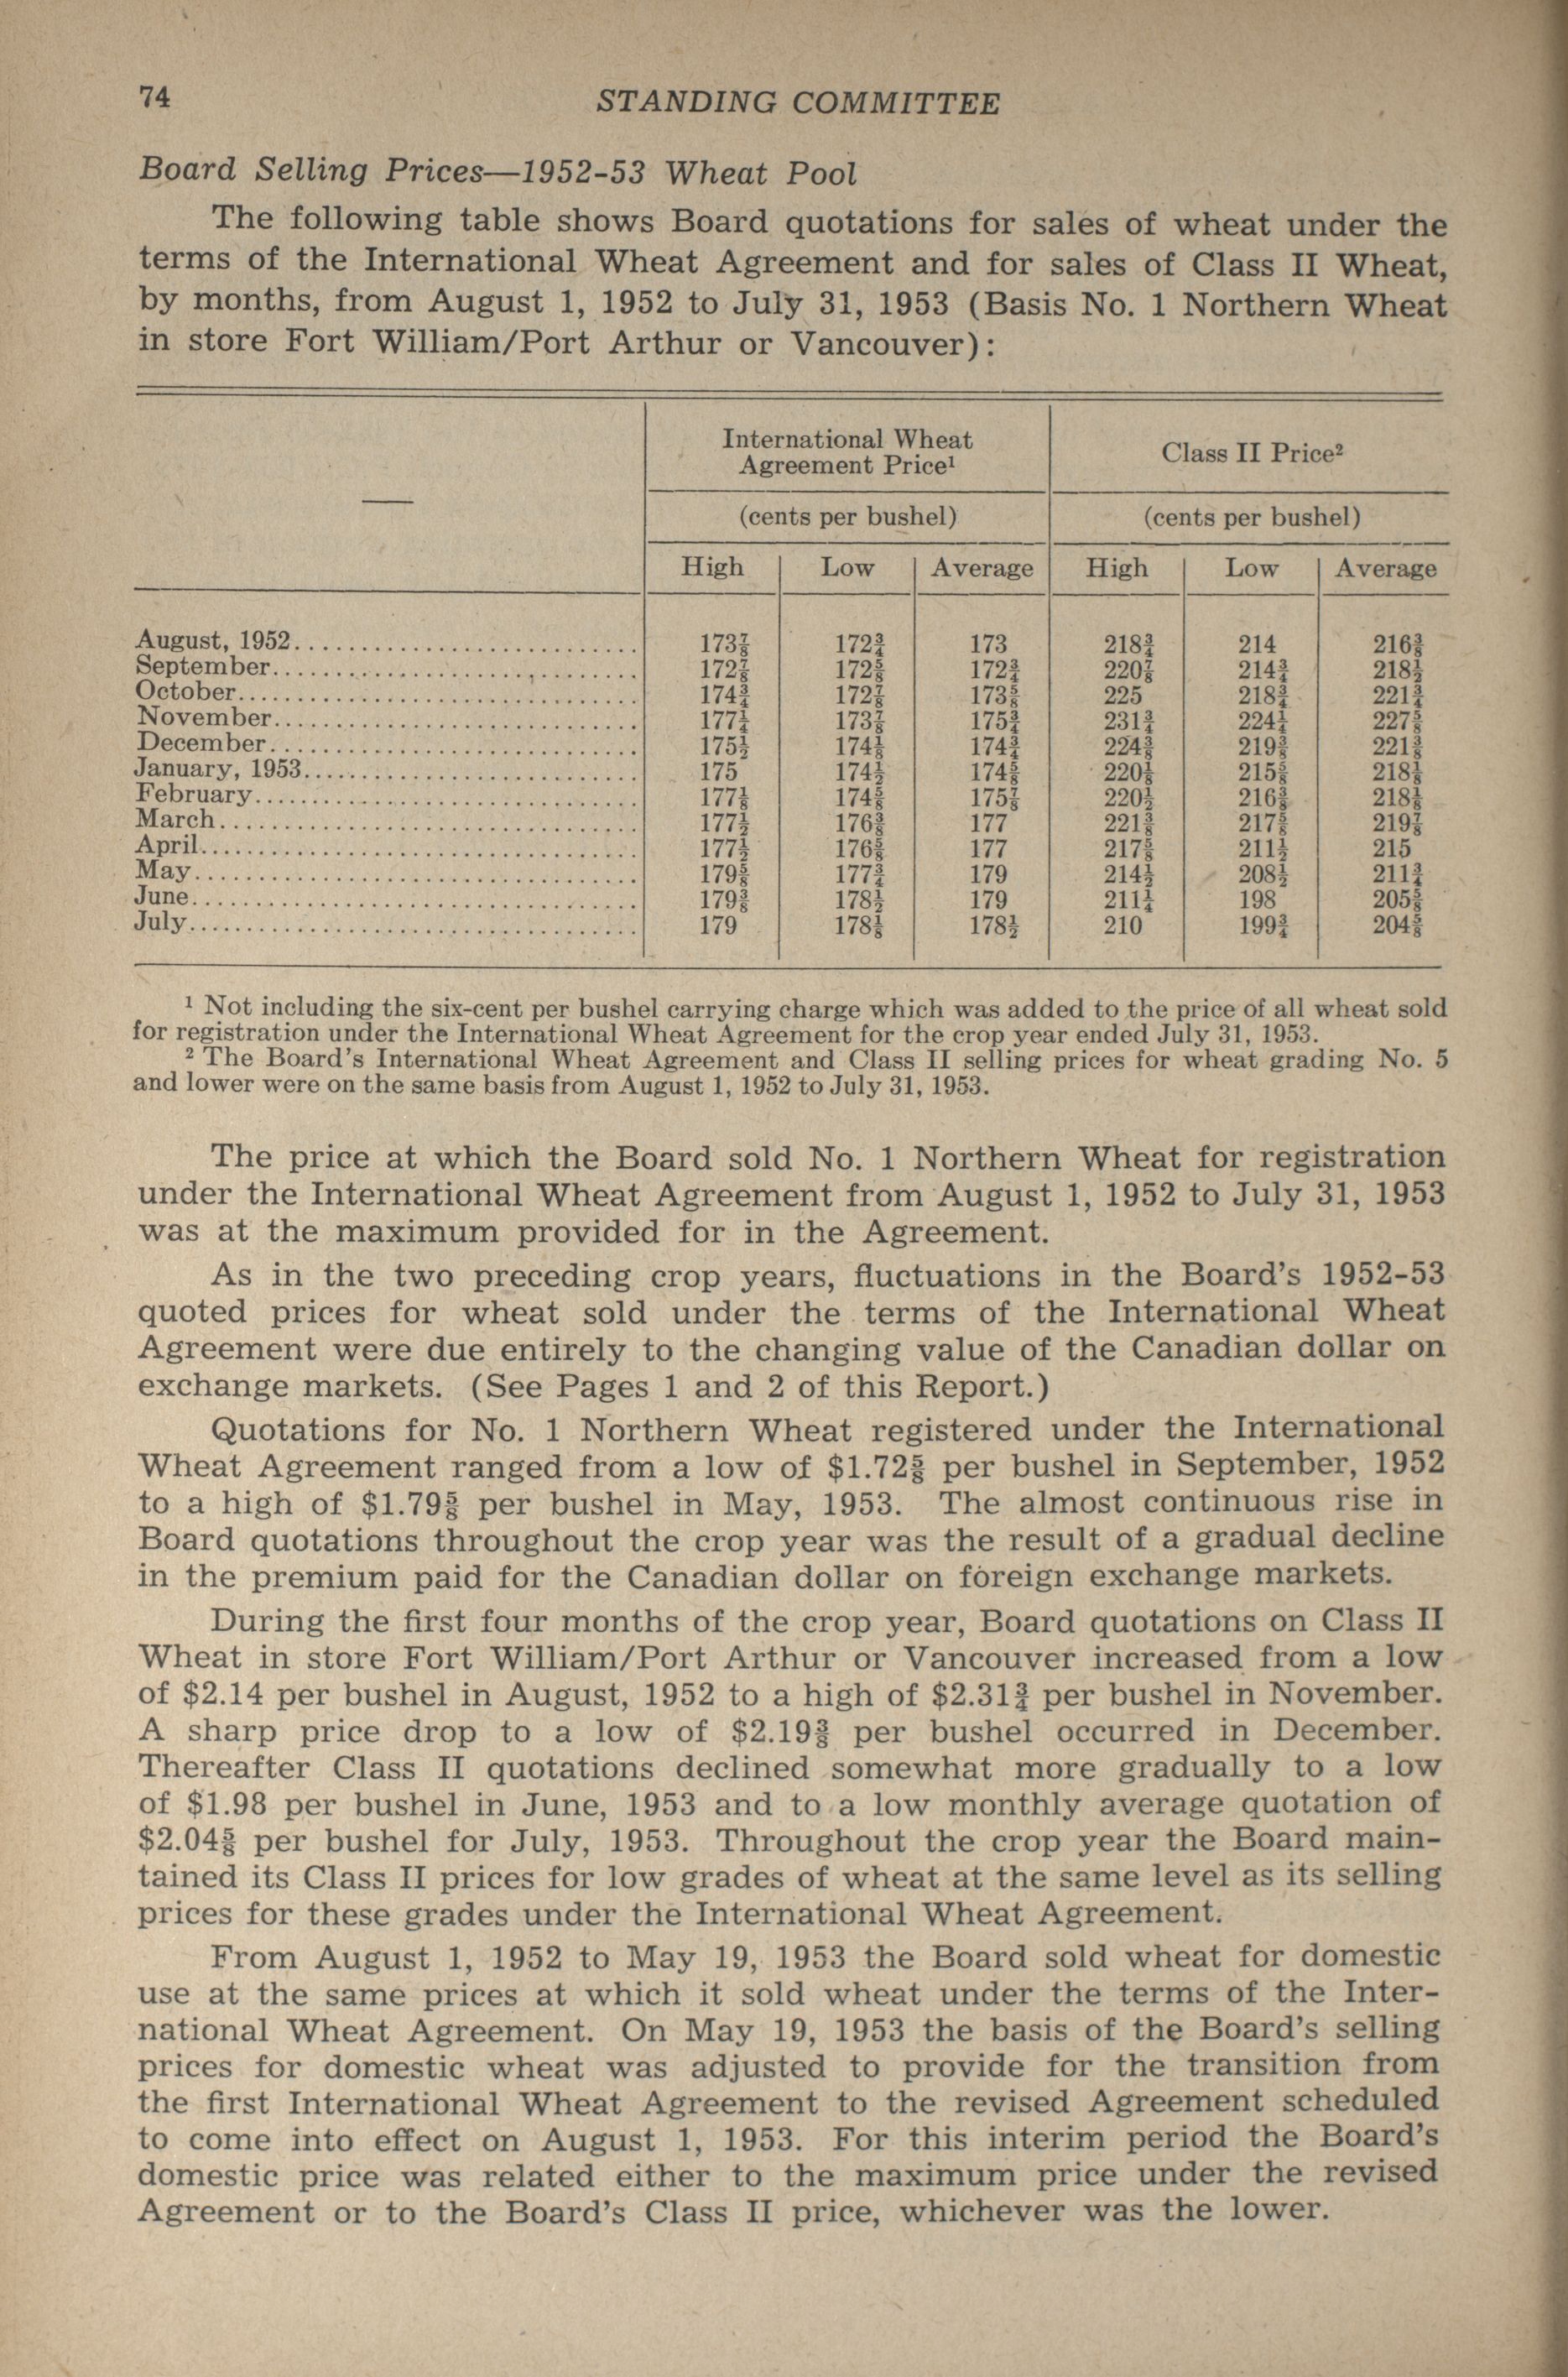 74
STANDING COMMITTEE
Board Selling Prices—1952-53 Wheat Pool
The following table shows Board quotations for sales of wheat under the
terms of the International Wheat Agreement and for sales of Class II Wheat,
by months, from August 1, 1952 to July 31, 1953 (Basis No. 1 Northern Wheat
in store Fort William/Port Arthur or Vancouver):
— International Wheat Agreement Price¹ Class II Price²
(cents per bushel) (cents per bushel)
High Low Average High Low Average
August, 1952 173⅞ 172¾ 173 218¾ 214 216⅜
September 172⅞ 172⅝ 172¾ 220⅞ 214¾ 218½
October 174¾ 172⅞ 173⅝ 225 218¾ 221¾
November 177¼ 173⅞ 175¾ 231¾ 224¼ 227⅝
December 175½ 174⅛ 174¾ 224⅜ 219⅜ 221⅜
January, 1953 175 174½ 174⅝ 220⅛ 215⅝ 218⅛
February 177⅛ 174⅝ 175⅞ 220½ 216⅜ 218⅛
March 177½ 176⅜ 177 221⅜ 217⅝ 219⅞
April 177½ 176⅝ 177 217⅝ 211½ 215
May 179⅝ 177¾ 179 214½ 208½ 211¾
June 179⅜ 178½ 179 211¼ 198 205⅝
July 179 178⅛ 178½ 210 199¾ 204⅝
¹ Not including the six-cent per bushel carrying charge which was added to the price of all wheat sold
for registration under the International Wheat Agreement for the crop year ended July 31, 1953.
² The Board's International Wheat Agreement and Class II selling prices for wheat grading No. 5
and lower were on the same basis from August 1, 1952 to July 31, 1953.
The price at which the Board sold No. 1 Northern Wheat for registration
under the International Wheat Agreement from August 1, 1952 to July 31, 1953
was at the maximum provided for in the Agreement.
As in the two preceding crop years, fluctuations in the Board's 1952-53
quoted prices for wheat sold under the terms of the International Wheat
Agreement were due entirely to the changing value of the Canadian dollar on
exchange markets. (See Pages 1 and 2 of this Report.)
Quotations for No. 1 Northern Wheat registered under the International
Wheat Agreement ranged from a low of $1.72⅝ per bushel in September, 1952
to a high of $1.79⅝ per bushel in May, 1953. The almost continuous rise in
Board quotations throughout the crop year was the result of a gradual decline
in the premium paid for the Canadian dollar on foreign exchange markets.
During the first four months of the crop year, Board quotations on Class II
Wheat in store Fort William/Port Arthur or Vancouver increased from a low
of $2.14 per bushel in August, 1952 to a high of $2.31¾ per bushel in November.
A sharp price drop to a low of $2.19⅜ per bushel occurred in December.
Thereafter Class II quotations declined somewhat more gradually to a low
of $1.98 per bushel in June, 1953 and to a low monthly average quotation of
$2.04⅝ per bushel for July, 1953. Throughout the crop year the Board main-
tained its Class II prices for low grades of wheat at the same level as its selling
prices for these grades under the International Wheat Agreement.
From August 1, 1952 to May 19, 1953 the Board sold wheat for domestic
use at the same prices at which it sold wheat under the terms of the Inter-
national Wheat Agreement. On May 19, 1953 the basis of the Board's selling
prices for domestic wheat was adjusted to provide for the transition from
the first International Wheat Agreement to the revised Agreement scheduled
to come into effect on August 1, 1953. For this interim period the Board's
domestic price was related either to the maximum price under the revised
Agreement or to the Board's Class II price, whichever was the lower.